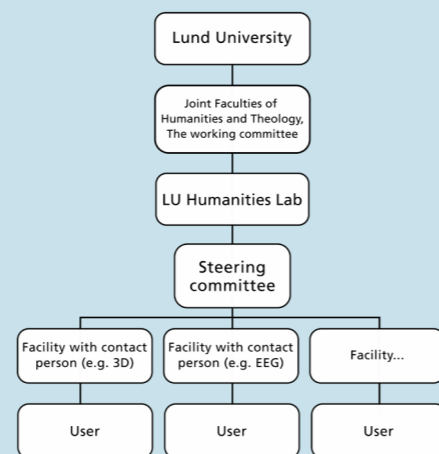 Lund University
Joint Faculties of
Humanities and Theology,
The working committee
LU Humanities Lab
Steering
committee
Facility with contact
person (e.g. 3D)
Facility with contact
person (e.g. EEG)
Facility...
User
User
User